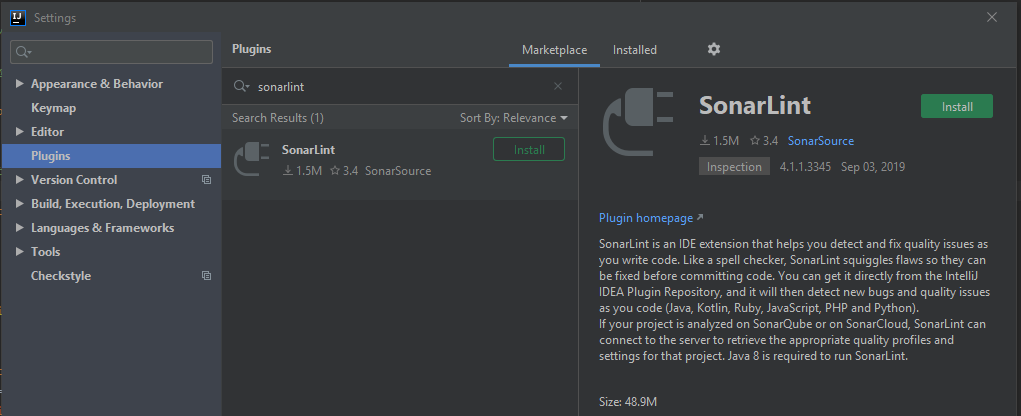 Settings
Appearance & Behavior
Keymap
Editor
Plugins
Version Control
Build, Execution, Deployment
Languages & Frameworks
Tools
Checkstyle
Plugins
Marketplace
Installed
sonarlint
Search Results (1)
Sort By: Relevance
SonarLint
Install
1.5M 3.4 SonarSource
SonarLint
Install
1.5M 3.4 SonarSource
Inspection 4.1.1.3345 Sep 03, 2019
Plugin homepage
SonarLint is an IDE extension that helps you detect and fix quality issues as
you write code. Like a spell checker, SonarLint squiggles flaws so they can
be fixed before committing code. You can get it directly from the IntelliJ
IDEA Plugin Repository, and it will then detect new bugs and quality issues
as you code (Java, Kotlin, Ruby, JavaScript, PHP and Python).
If your project is analyzed on SonarQube or on SonarCloud, SonarLint can
connect to the server to retrieve the appropriate quality profiles and
settings for that project. Java 8 is required to run SonarLint.
Size: 48.9M